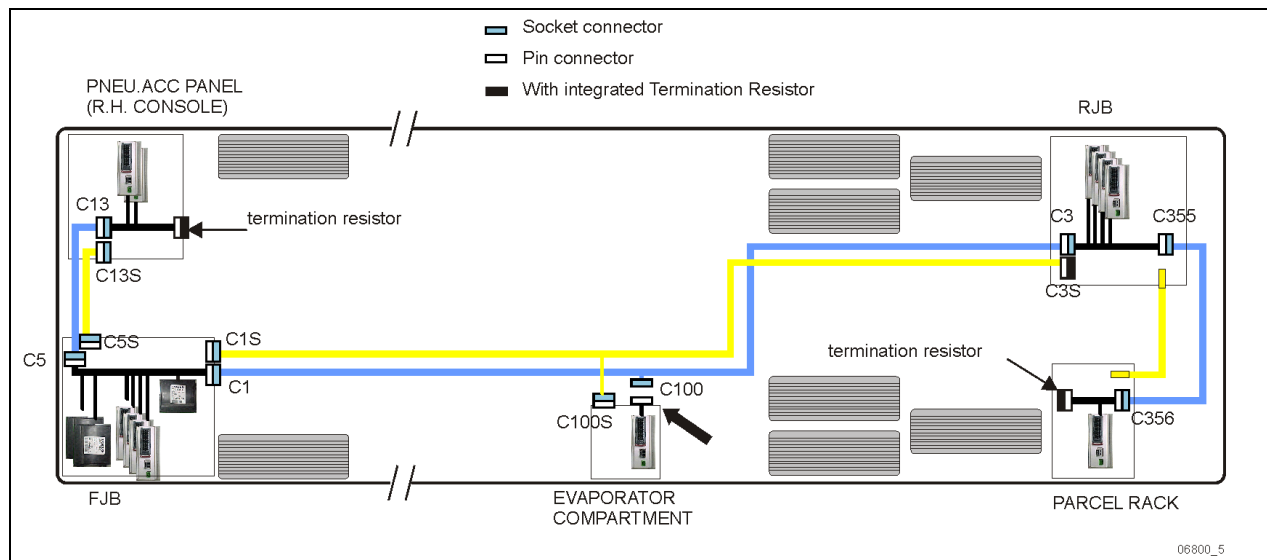 Socket connector
Pin connector
With integrated Termination Resistor
PNEU.ACC PANEL
(R.H. CONSOLE)
RJB
C13
termination resistor
C3
C355
C13S
C3S
C5
C5S
C1S
C1
termination resistor
C100
C100S
C356
FJB
EVAPORATOR
COMPARTMENT
PARCEL RACK
06800_5